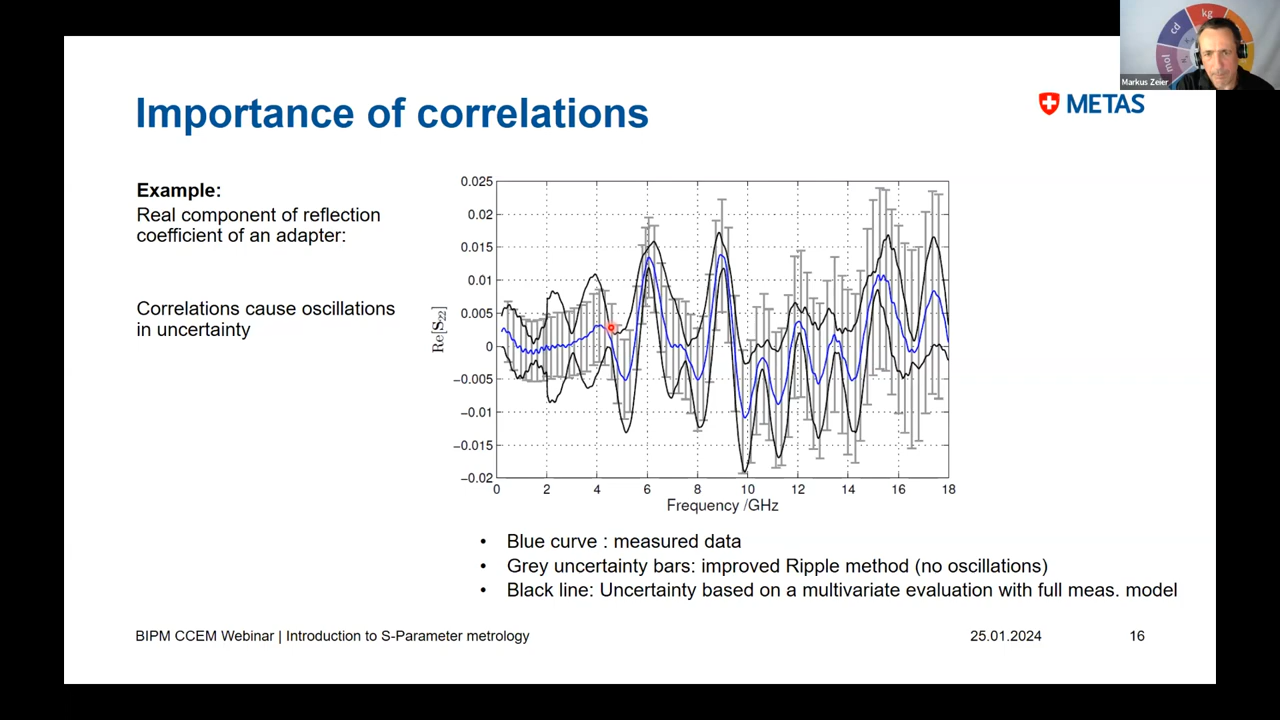 kg
cd
mol
Markus Zeier
Importance of correlations
METAS
Example:
Real component of reflection
coefficient of an adapter:
Correlations cause oscillations
in uncertainty
0.025
0.02
0.015
0.01
0.005
0
−0.005
−0.01
−0.015
−0.02
Re[S22]
0 2 4 6 8 10 12 14 16 18
Frequency /GHz
• Blue curve : measured data
• Grey uncertainty bars: improved Ripple method (no oscillations)
• Black line: Uncertainty based on a multivariate evaluation with full meas. model
BIPM CCEM Webinar | Introduction to S-Parameter metrology
25.01.2024
16